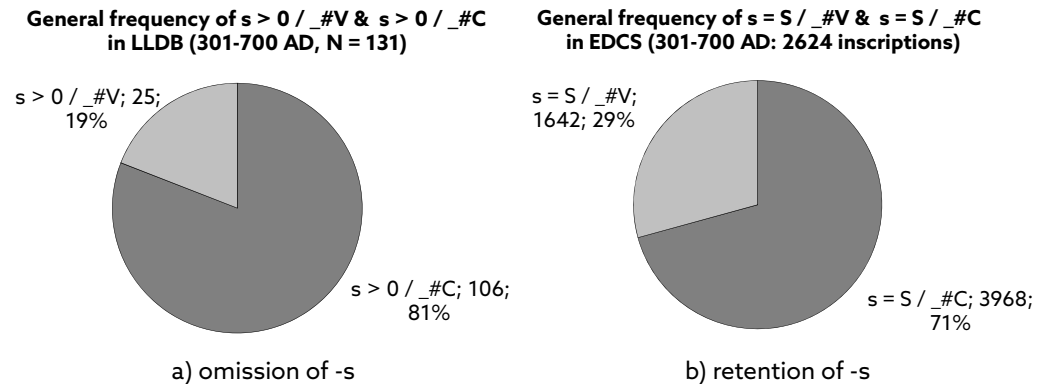 General frequency of s > 0 / _#V & s > 0 / _#C
in LLDB (301-700 AD, N = 131)
s > 0 / _#V; 25;
19%
s > 0 / _#C; 106;
81%
a) omission of -s
General frequency of s = S / _#V & s = S / _#C
in EDCS (301-700 AD: 2624 inscriptions)
s = S / _#V;
1642; 29%
s = S / _#C; 3968;
71%
b) retention of -s